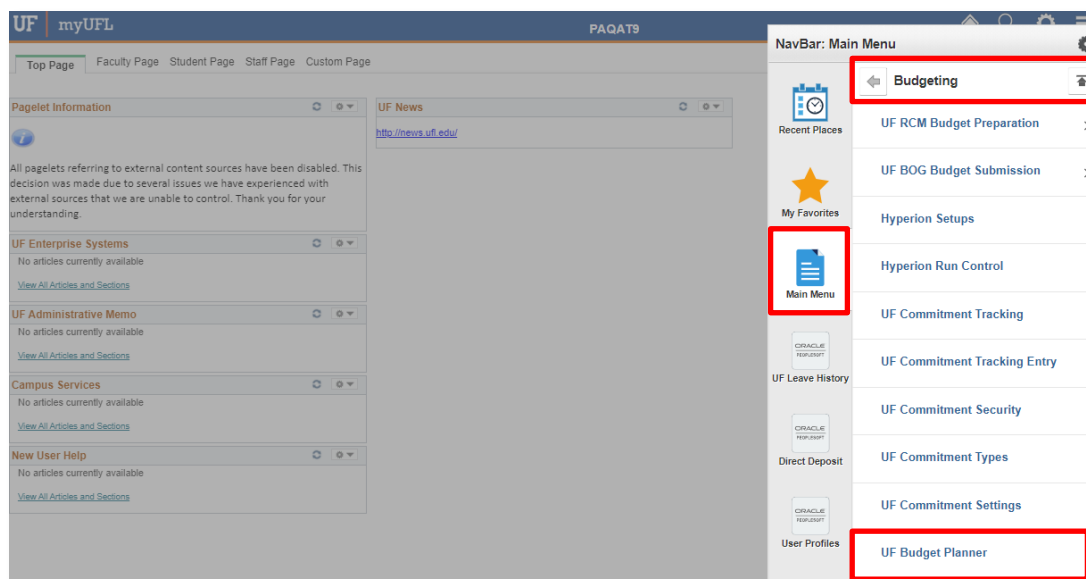 UF myUFL
PAQAT9
Top Page Faculty Page Student Page Staff Page Custom Page
Pagelet Information
All pagelets referring to external content sources have been disabled. This
decision was made due to several issues we have experienced with
external sources that we are unable to control. Thank you for your
understanding.
UF Enterprise Systems
No articles currently available
View All Articles and Sections
UF Administrative Memo
No articles currently available
View All Articles and Sections
Campus Services
No articles currently available
View All Articles and Sections
New User Help
No articles currently available
View All Articles and Sections
UF News
http://news.ufl.edu/
NavBar: Main Menu
Recent Places
My Favorites
Main Menu
ORACLE
PEOPLESOFT
UF Leave History
ORACLE
PEOPLESOFT
Direct Deposit
ORACLE
PEOPLESOFT
User Profiles
Budgeting
UF RCM Budget Preparation
UF BOG Budget Submission
Hyperion Setups
Hyperion Run Control
UF Commitment Tracking
UF Commitment Tracking Entry
UF Commitment Security
UF Commitment Types
UF Commitment Settings
UF Budget Planner